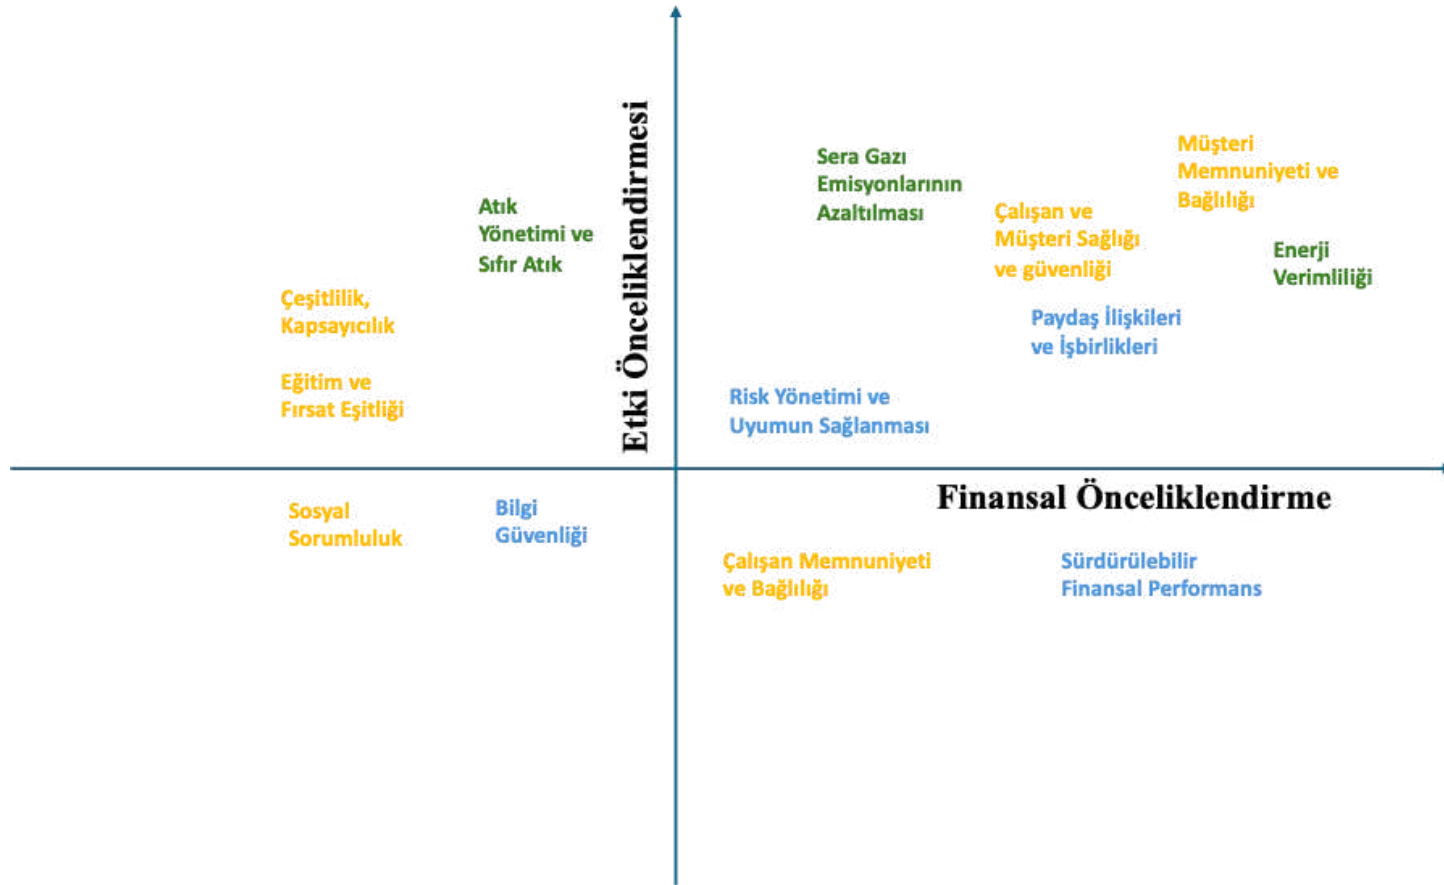 Etki Önceliklendirmesi
Sera Gazı
Emisyonlarının
Azaltılması
Müşteri
Memnuniyeti ve
Bağlılığı
Atık
Yönetimi ve
Sıfır Atık
Çalışan ve
Müşteri Sağlığı
ve güvenliği
Enerji
Verimliliği
Çeşitlilik,
Kapsayıcılık
Paydaş İlişkileri
ve İşbirlikleri
Eğitim ve
Fırsat Eşitliği
Risk Yönetimi ve
Uyumun Sağlanması
Finansal Önceliklendirme
Sosyal
Sorumluluk
Bilgi
Güvenliği
Çalışan Memnuniyeti
ve Bağlılığı
Sürdürülebilir
Finansal Performans